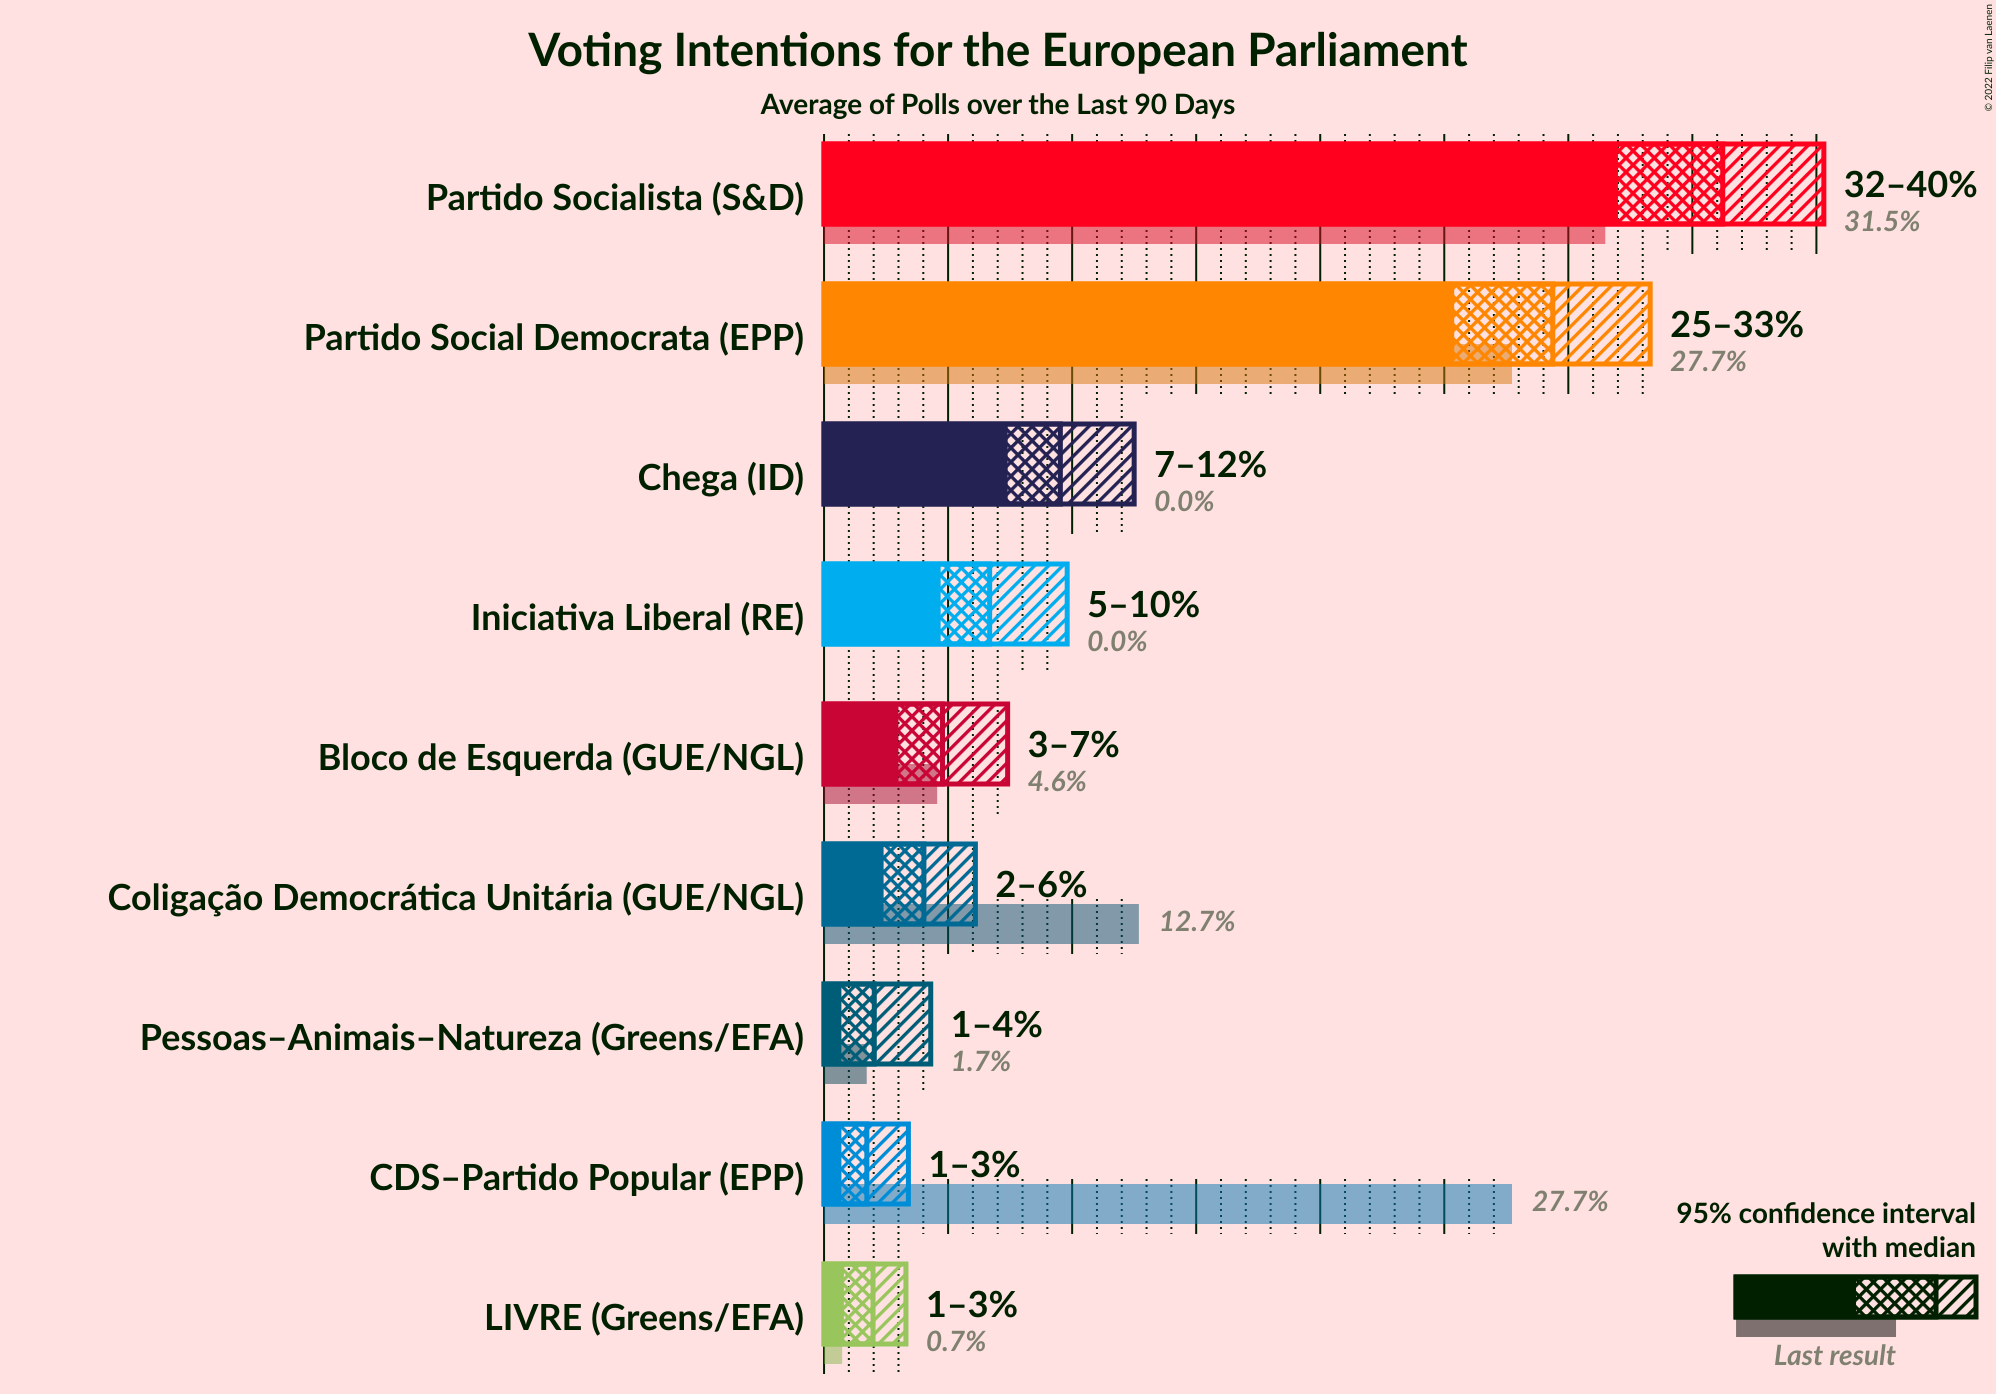 Voting Intentions for the European Parliament
Average of Polls over the Last 90 Days
© 2022 Filip van Laenen
Partido Socialista (S&D)
32–40%
31.5%
Partido Social Democrata (EPP)
25–33%
27.7%
Chega (ID)
7–12%
0.0%
Iniciativa Liberal (RE)
5–10%
0.0%
Bloco de Esquerda (GUE/NGL)
3–7%
4.6%
Coligação Democrática Unitária (GUE/NGL)
2–6%
12.7%
Pessoas–Animais–Natureza (Greens/EFA)
1–4%
1.7%
CDS–Partido Popular (EPP)
1–3%
27.7%
LIVRE (Greens/EFA)
1–3%
0.7%
95% confidence interval
with median
Last result